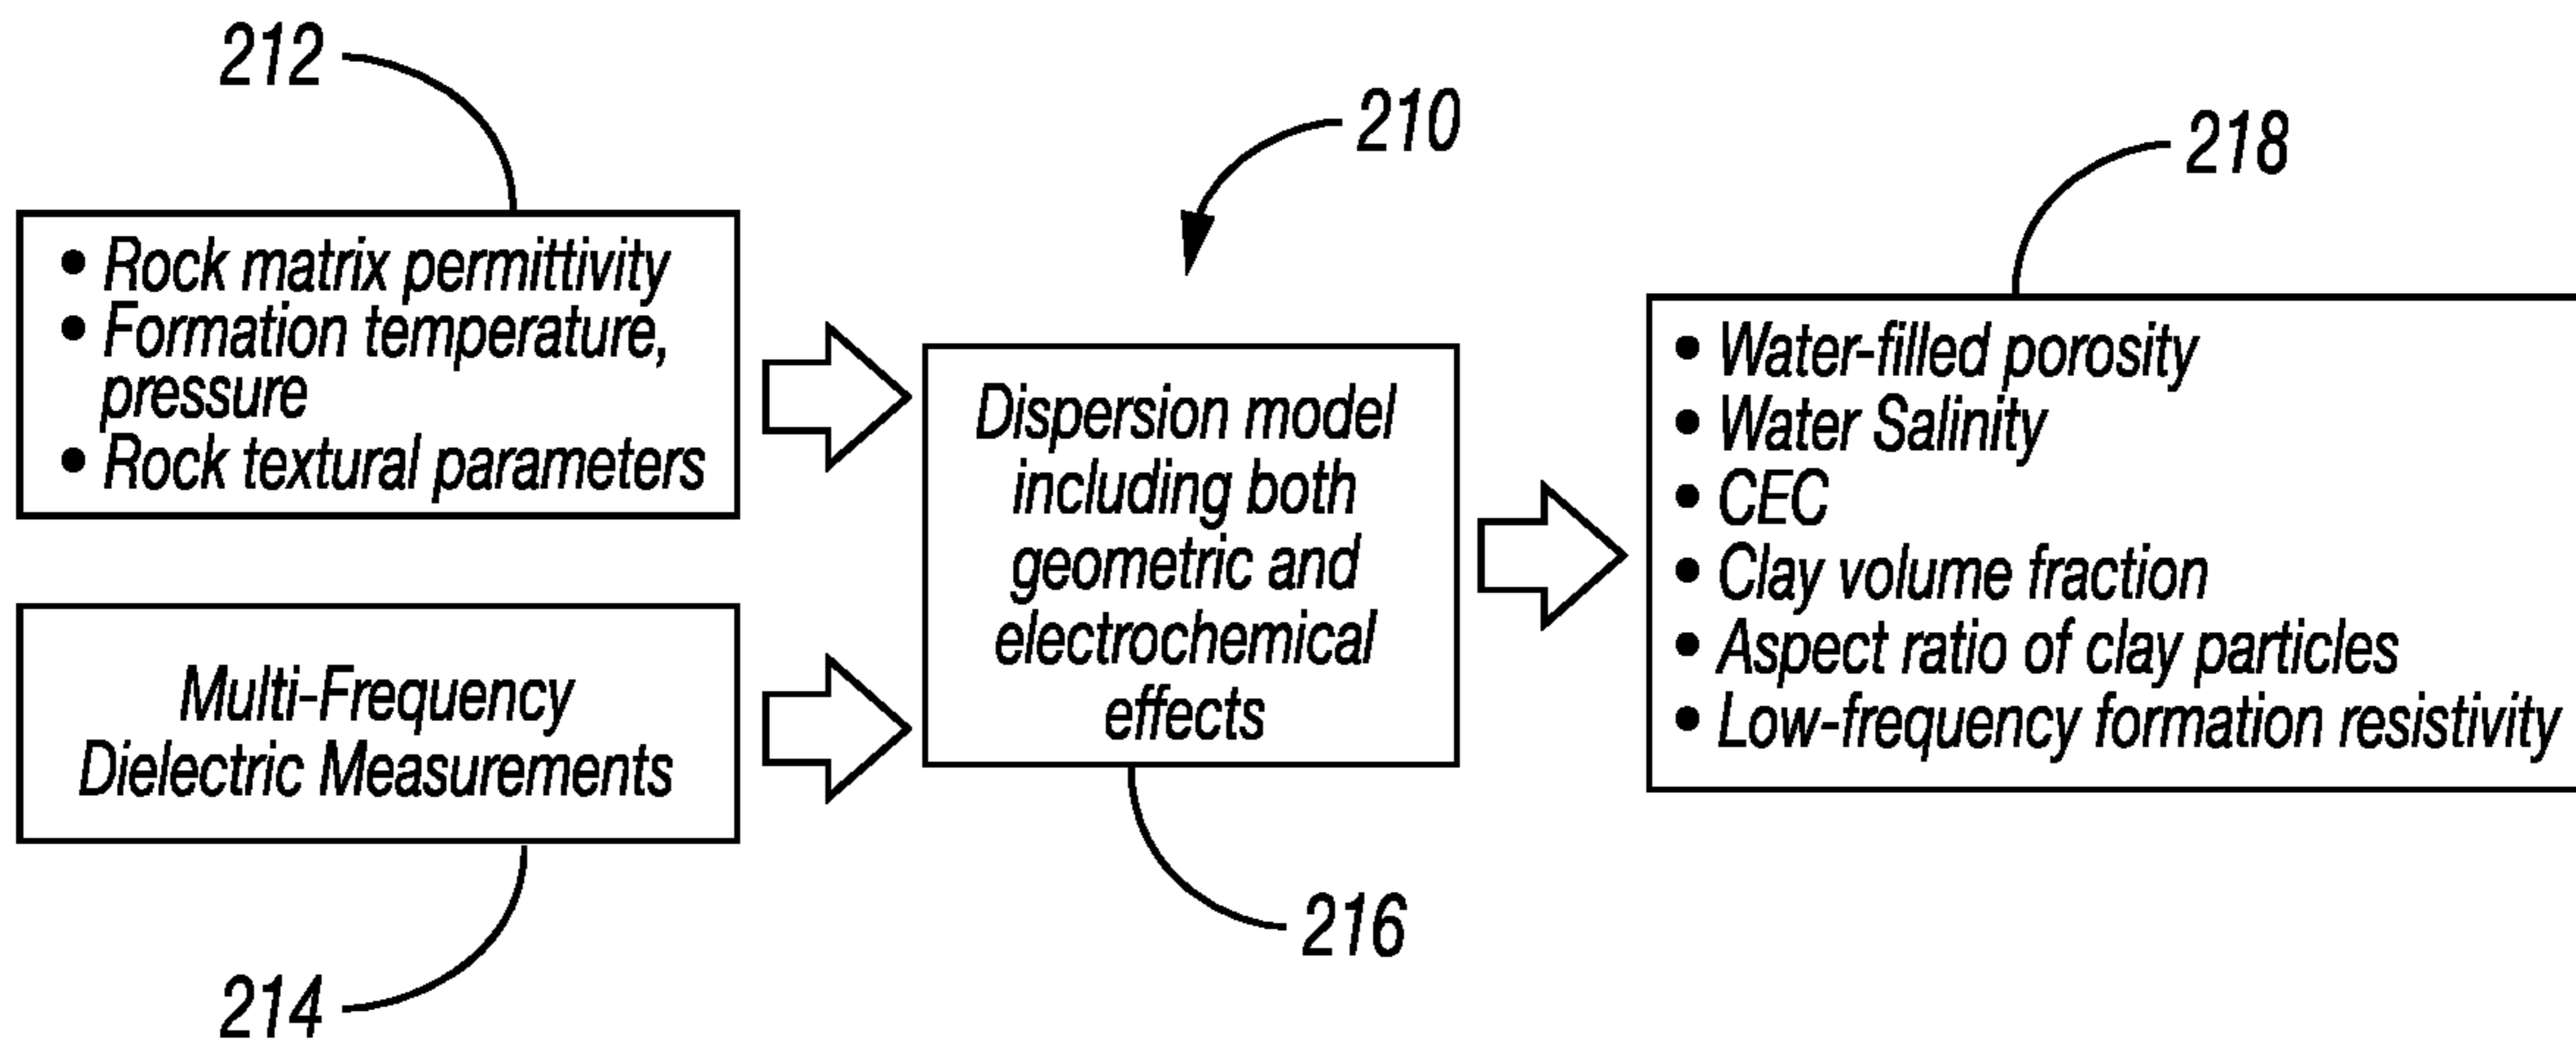 212
210
218
• Rock matrix permittivity
• Formation temperature,
pressure
• Rock textural parameters
Multi-Frequency
Dielectric Measurements
214
Dispersion model
including both
geometric and
electrochemical
effects
216
• Water-filled porosity
• Water Salinity
• CEC
• Clay volume fraction
• Aspect ratio of clay particles
• Low-frequency formation resistivity